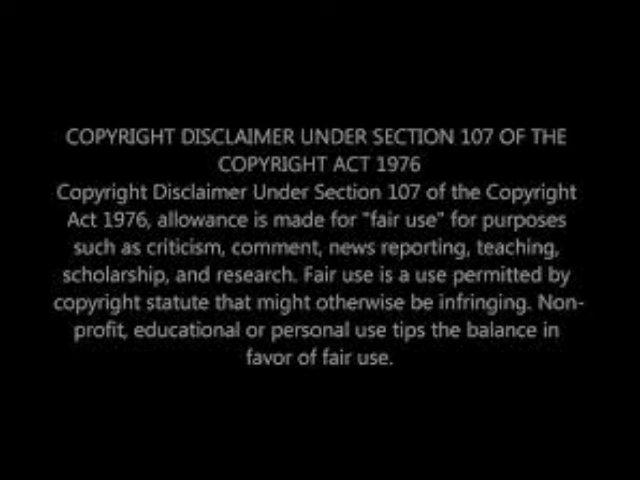 COPYRIGHT DISCLAIMER UNDER SECTION 107 OF THE
COPYRIGHT ACT 1976
Copyright Disclaimer Under Section 107 of the Copyright
Act 1976, allowance is made for "fair use" for purposes
such as criticism, comment, news reporting, teaching,
scholarship, and research. Fair use is a use permitted by
copyright statute that might otherwise be infringing. Non-
profit, educational or personal use tips the balance in
favor of fair use.